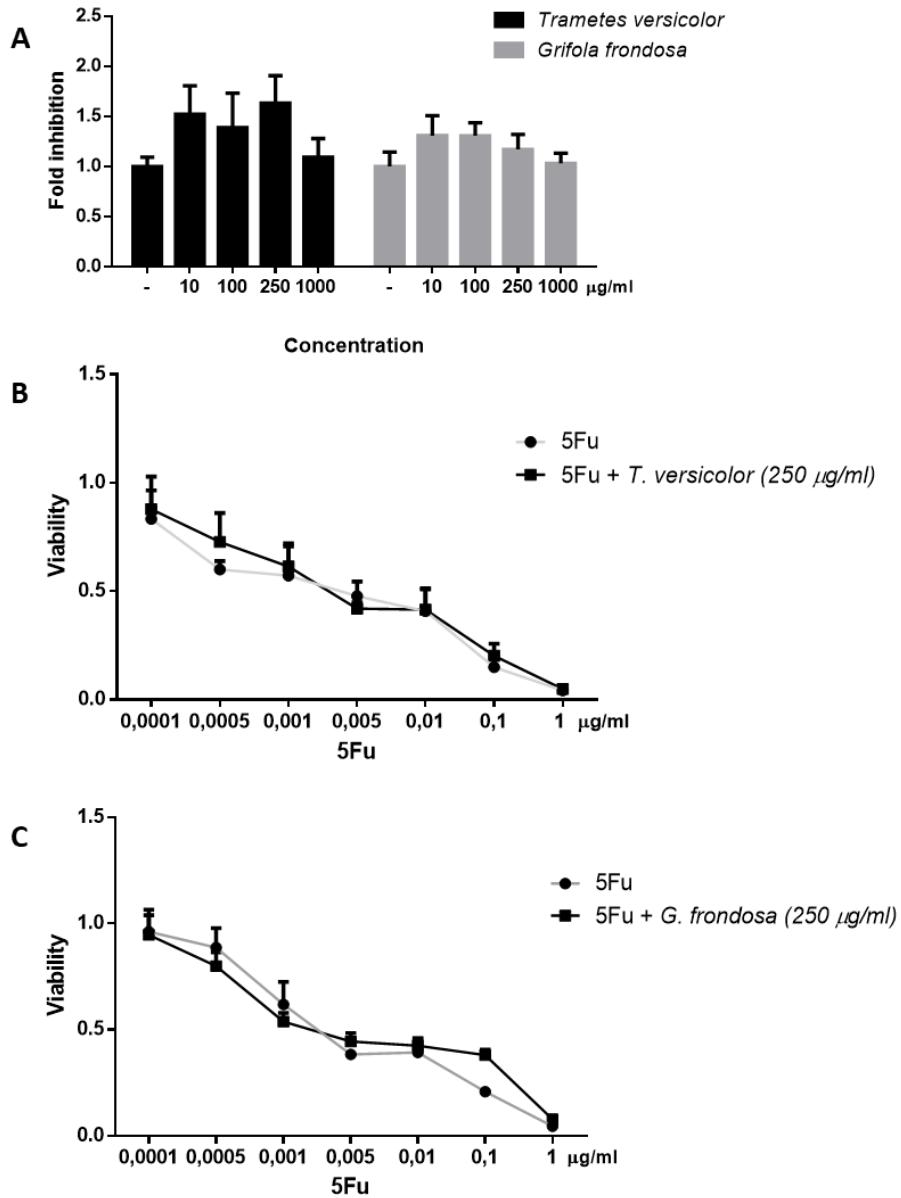 A
Trametes versicolor
Grifola frondosa
Fold inhibition
2.5
2.0
1.5
1.0
0.5
0.0
- 10 100 250 1000 - 10 100 250 1000 μg/ml
Concentration
B
5Fu
5Fu + T. versicolor (250 μg/ml)
Viability
1.5
1.0
0.5
0.0
0,0001 0,0005 0,001 0,005 0,01 0,1 1 μg/ml
5Fu
C
5Fu
5Fu + G. frondosa (250 μg/ml)
Viability
1.5
1.0
0.5
0.0
0,0001 0,0005 0,001 0,005 0,01 0,1 1 μg/ml
5Fu